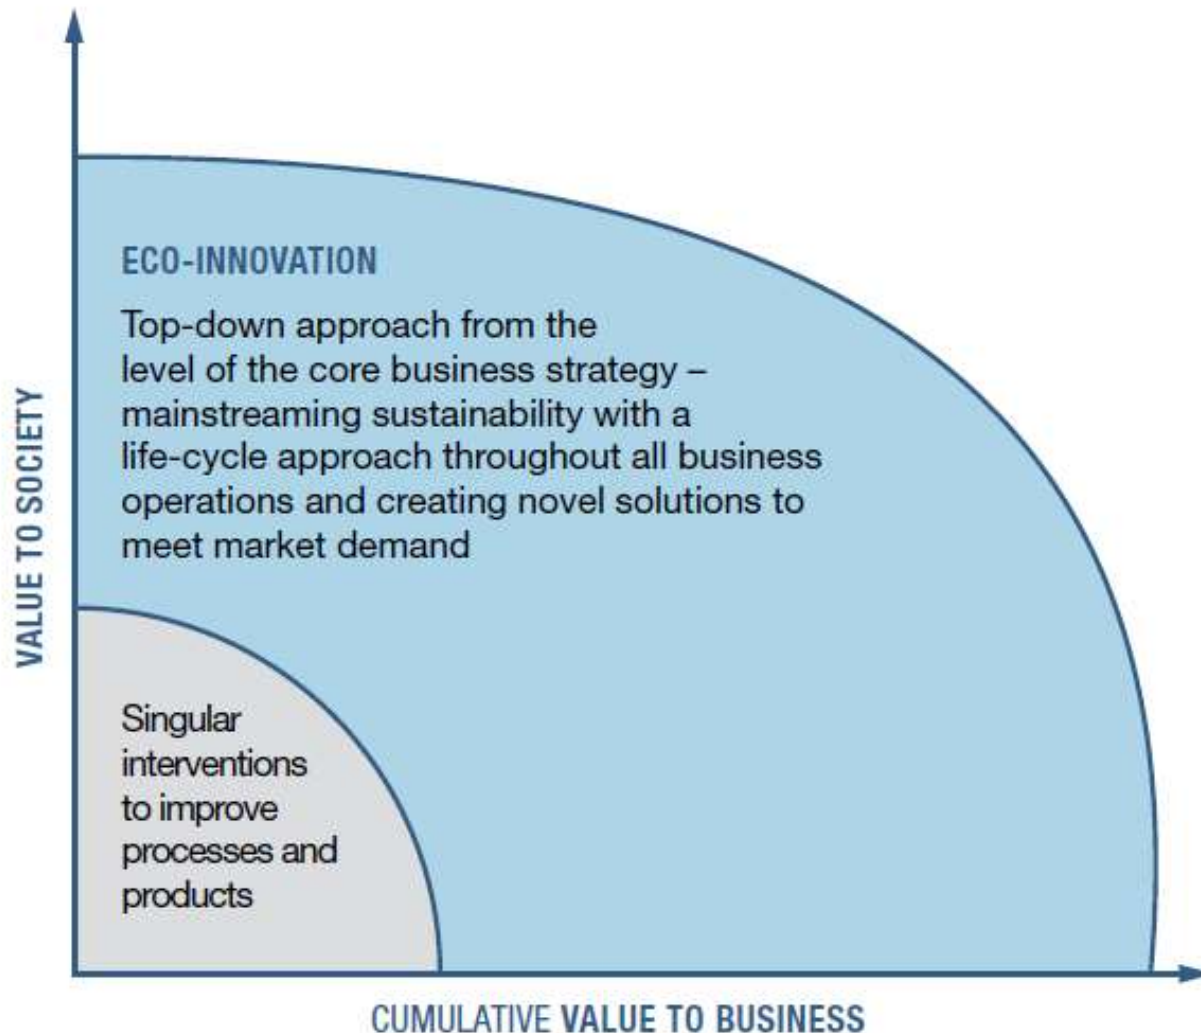 ECO-INNOVATION
Top-down approach from the
level of the core business strategy –
mainstreaming sustainability with a
life-cycle approach throughout all business
operations and creating novel solutions to
meet market demand
VALUE TO SOCIETY
Singular
interventions
to improve
processes and
products
CUMULATIVE VALUE TO BUSINESS